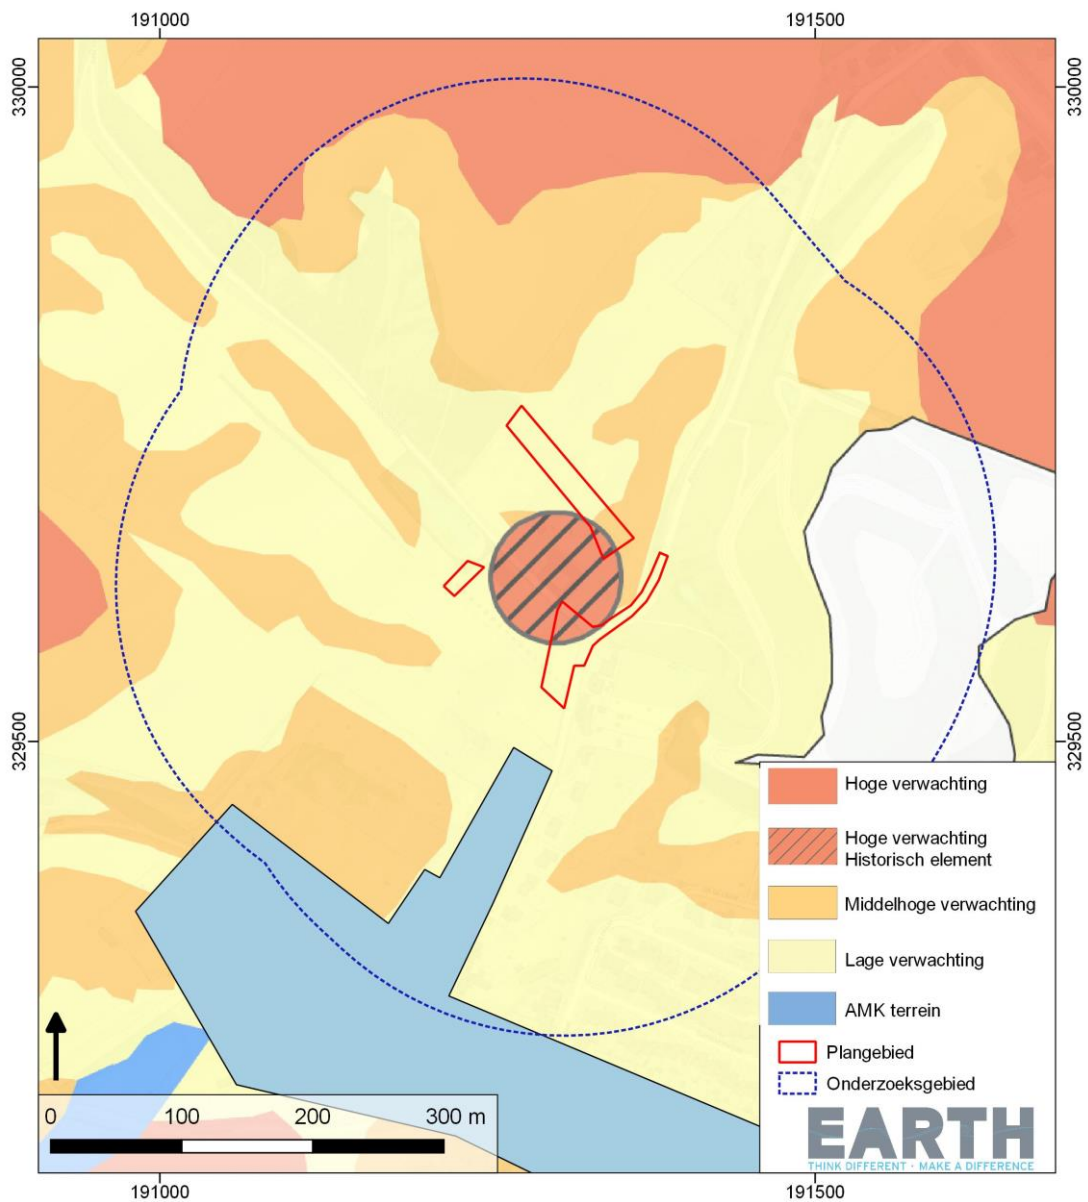 191000 191500
330000 330000
329500 329500
Hoge verwachting
Hoge verwachting
Historisch element
Middelhoge verwachting
Lage verwachting
AMK terrein
Plangebied
Onderzoeksgebied
0 100 200 300 m
EARTH
THINK DIFFERENT · MAKE A DIFFERENCE
191000 191500